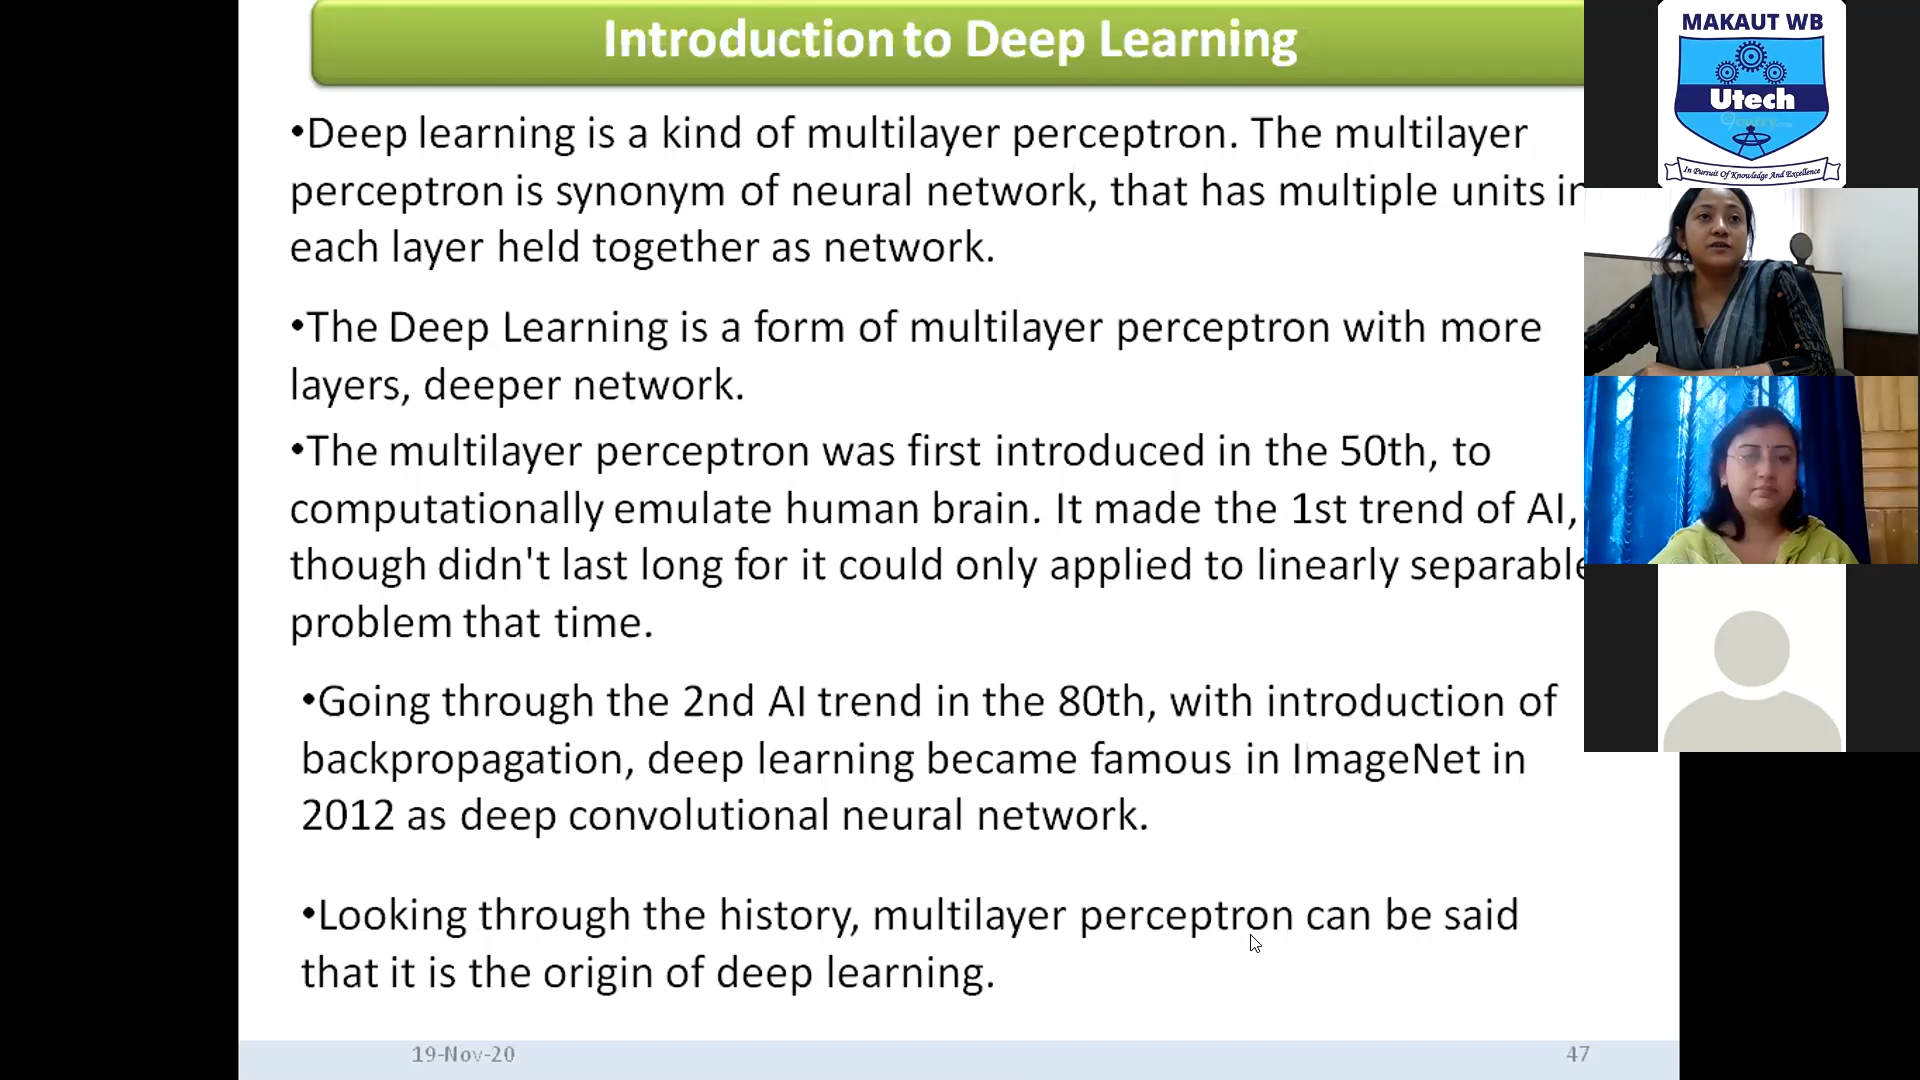 Introduction to Deep Learning
•Deep learning is a kind of multilayer perceptron. The multilayer
perceptron is synonym of neural network, that has multiple units in
each layer held together as network.
•The Deep Learning is a form of multilayer perceptron with more
layers, deeper network.
•The multilayer perceptron was first introduced in the 50th, to
computationally emulate human brain. It made the 1st trend of AI,
though didn't last long for it could only applied to linearly separable
problem that time.
•Going through the 2nd AI trend in the 80th, with introduction of
backpropagation, deep learning became famous in ImageNet in
2012 as deep convolutional neural network.
•Looking through the history, multilayer perceptron can be said
that it is the origin of deep learning.
19-Nov-20
47
MAKAUT WB
Utech
In Pursuit Of Knowledge And Excellence